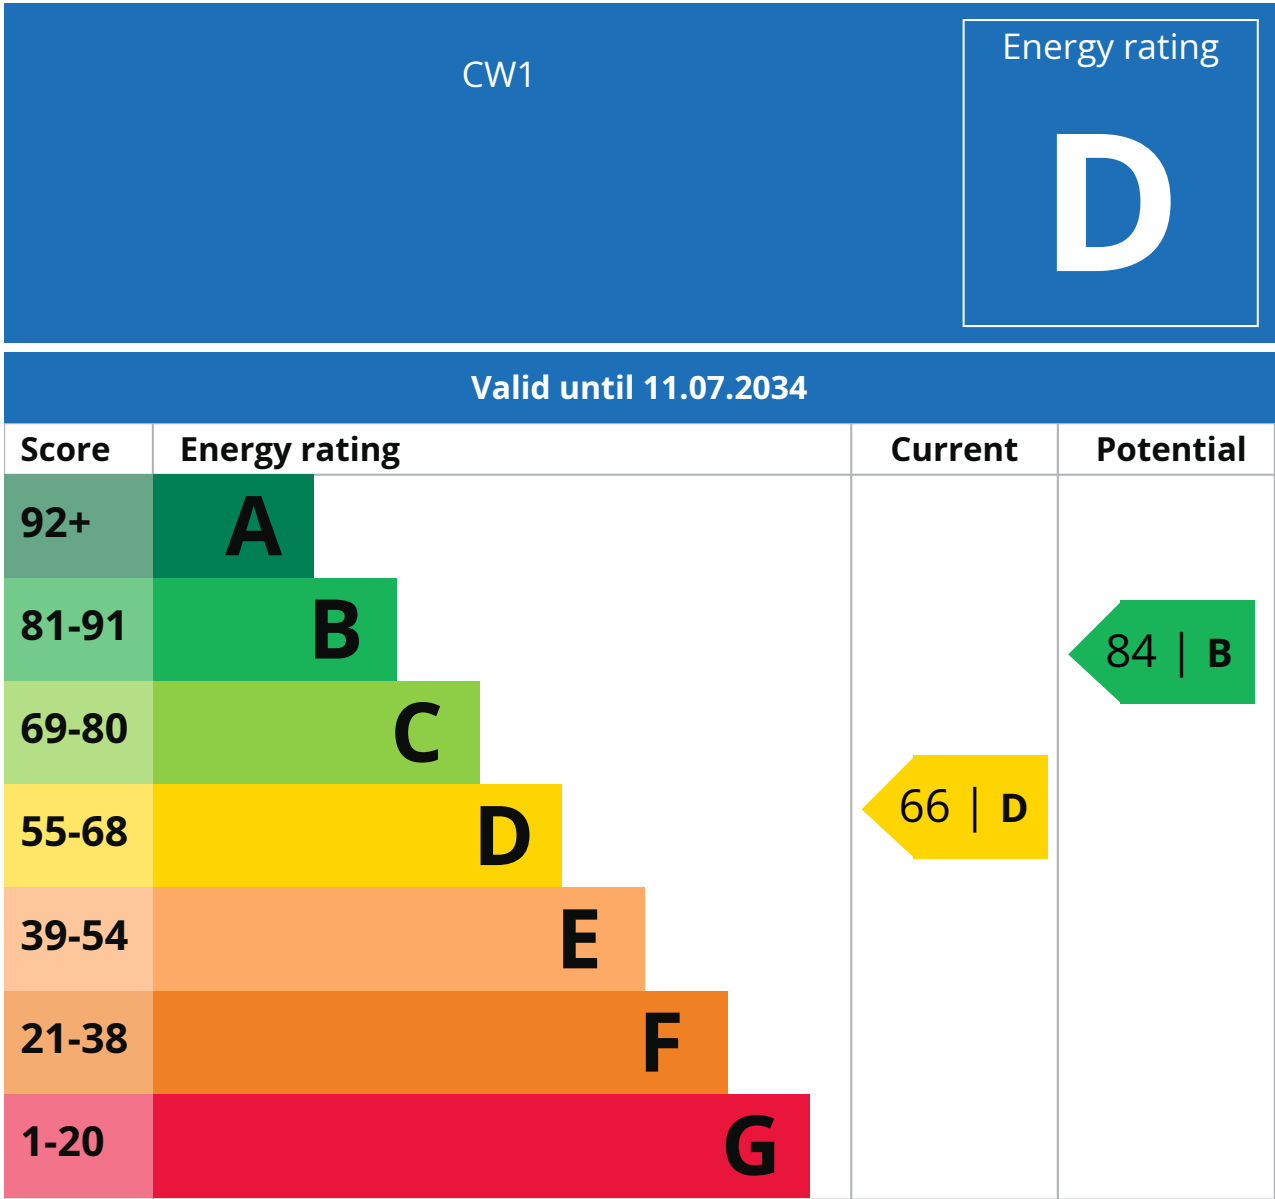 CW1
Energy rating
D
Valid until 11.07.2034
Score Energy rating Current Potential
92+ A
81-91 B
84 | B
69-80 C
55-68 D
66 | D
39-54 E
21-38 F
1-20 G